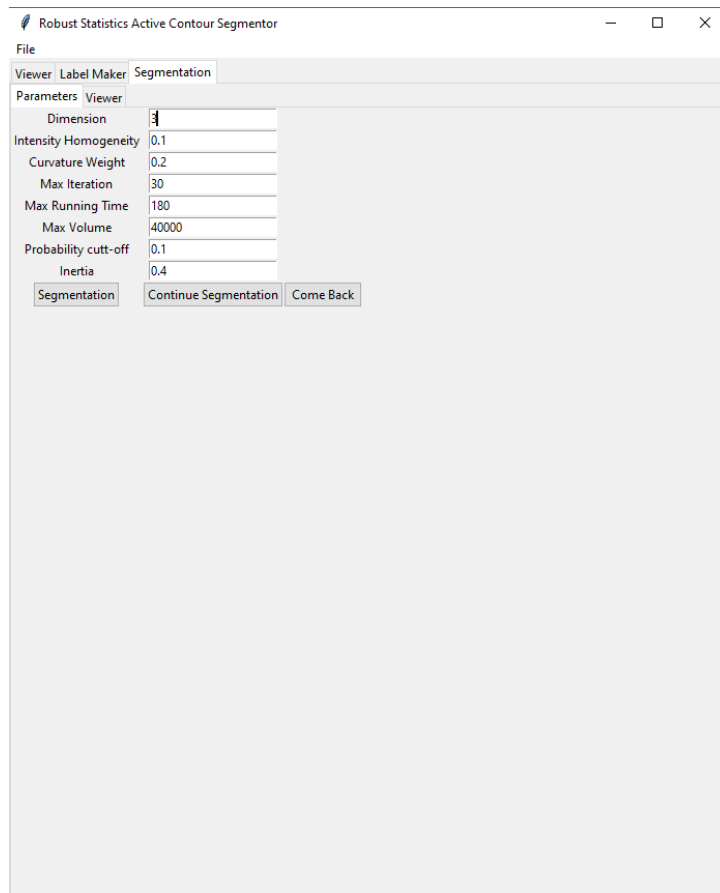 Robust Statistics Active Contour Segmentor
File
Viewer Label Maker Segmentation
Parameters Viewer
Dimension 3
Intensity Homogeneity 0.1
Curvature Weight 0.2
Max Iteration 30
Max Running Time 180
Max Volume 40000
Probability cutt-off 0.1
Inertia 0.4
Segmentation Continue Segmentation Come Back